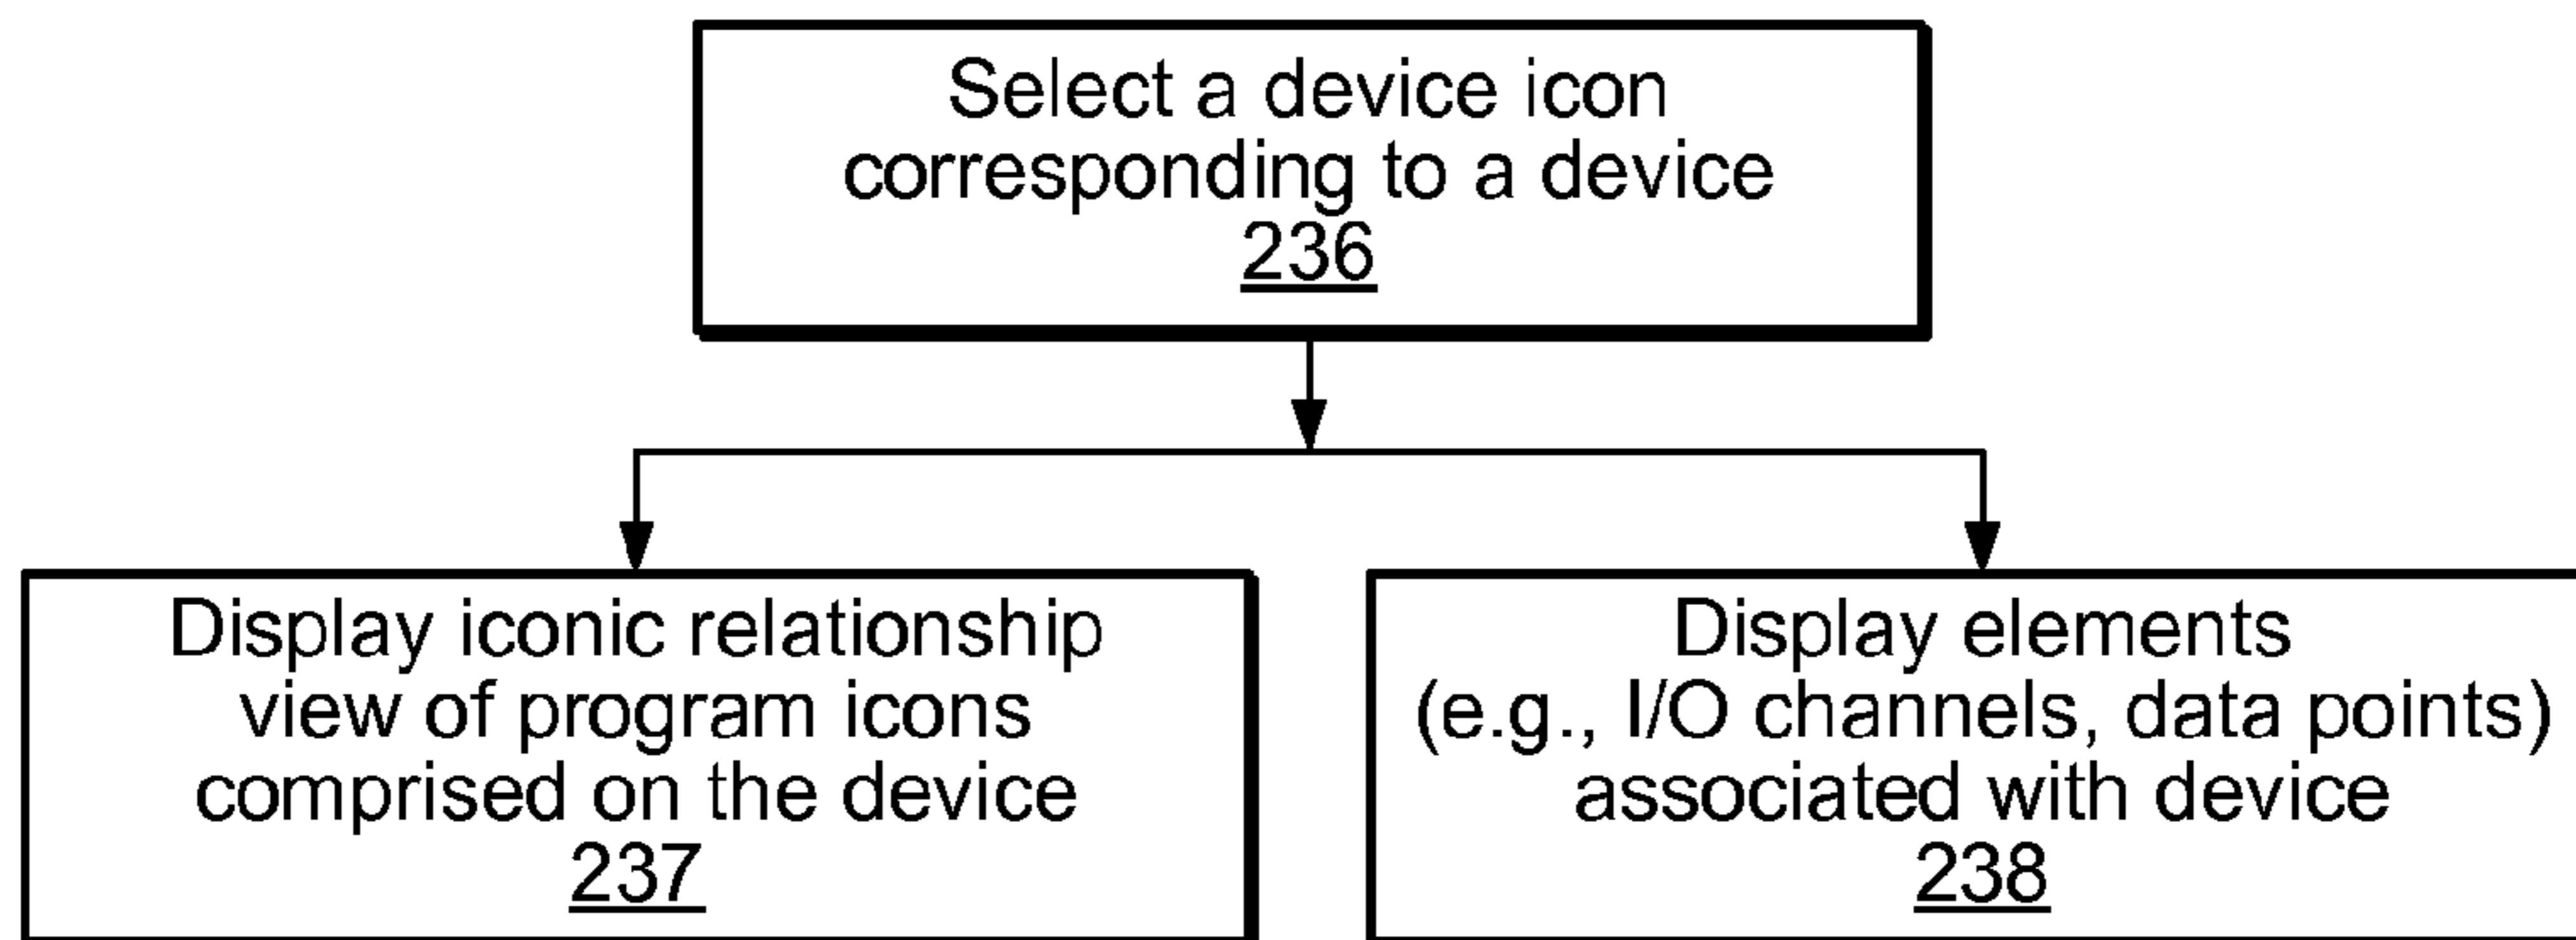 Select a device icon
corresponding to a device
236
Display iconic relationship
view of program icons
comprised on the device
237
Display elements
(e.g., I/O channels, data points)
associated with device
238